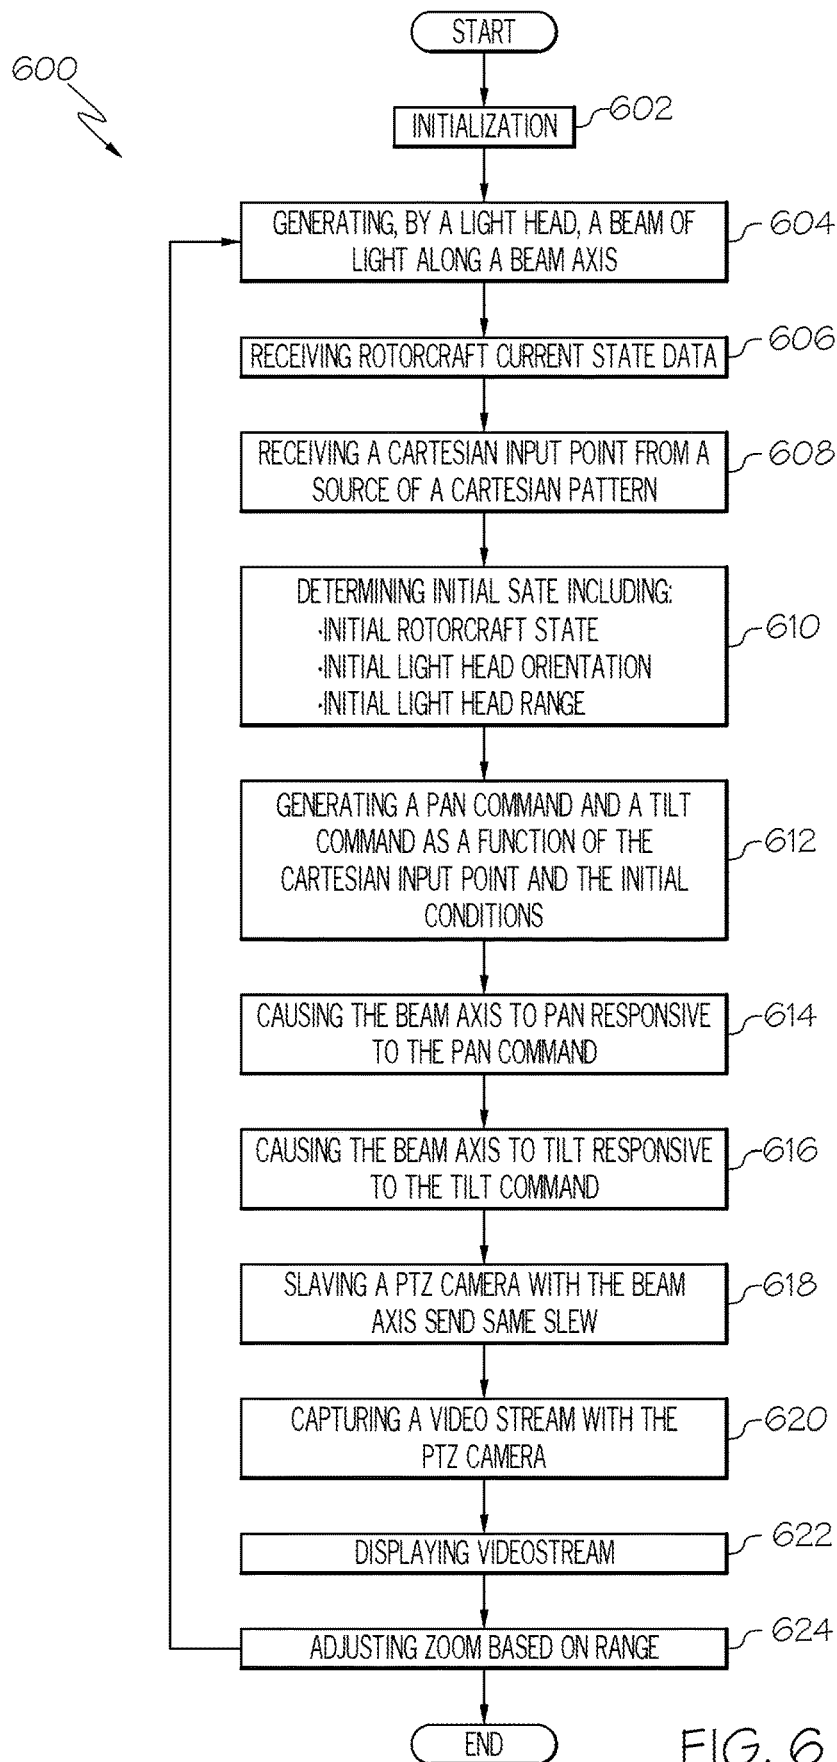 START
600
INITIALIZATION
602
GENERATING, BY A LIGHT HEAD, A BEAM OF
LIGHT ALONG A BEAM AXIS
604
RECEIVING ROTORCRAFT CURRENT STATE DATA
606
RECEIVING A CARTESIAN INPUT POINT FROM A
SOURCE OF A CARTESIAN PATTERN
608
DETERMINING INITIAL SATE INCLUDING:
·INITIAL ROTORCRAFT STATE
·INITIAL LIGHT HEAD ORIENTATION
·INITIAL LIGHT HEAD RANGE
610
GENERATING A PAN COMMAND AND A TILT
COMMAND AS A FUNCTION OF THE
CARTESIAN INPUT POINT AND THE INITIAL
CONDITIONS
612
CAUSING THE BEAM AXIS TO PAN RESPONSIVE
TO THE PAN COMMAND
614
CAUSING THE BEAM AXIS TO TILT RESPONSIVE
TO THE TILT COMMAND
616
SLAVING A PTZ CAMERA WITH THE BEAM
AXIS SEND SAME SLEW
618
CAPTURING A VIDEO STREAM WITH THE
PTZ CAMERA
620
DISPLAYING VIDEOSTREAM
622
ADJUSTING ZOOM BASED ON RANGE
624
END
FIG. 6